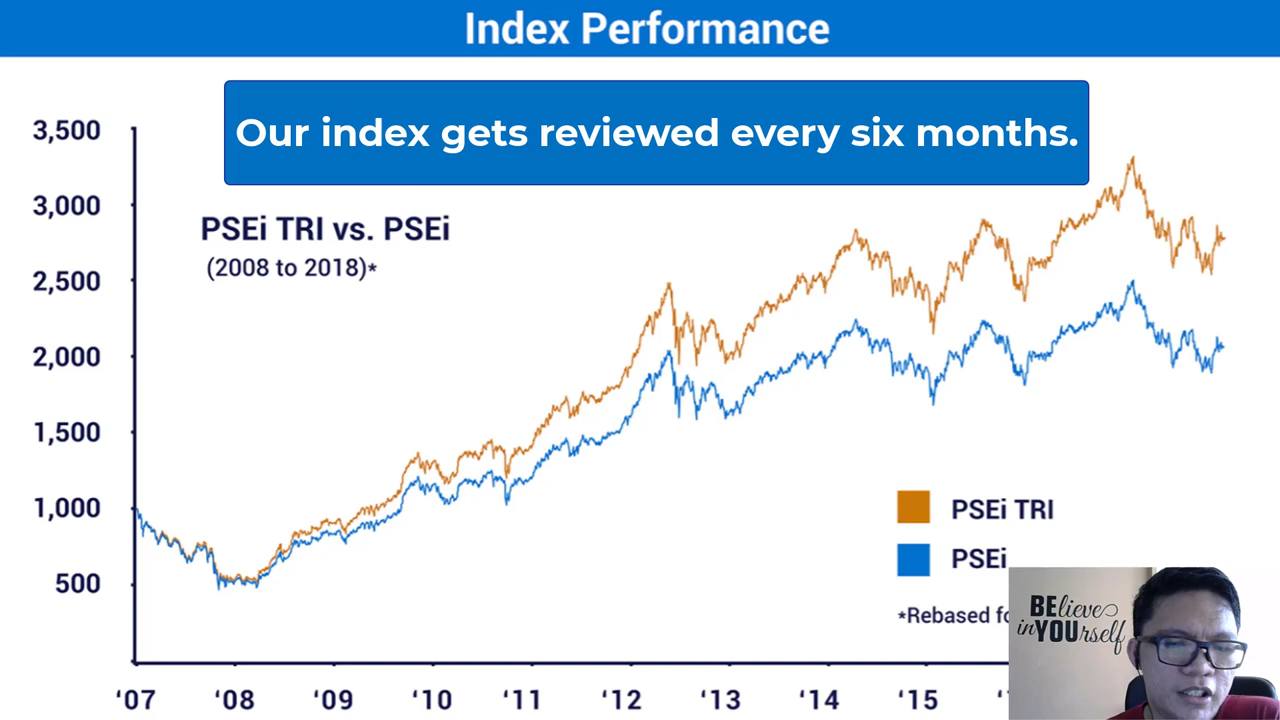 Index Performance
Our index gets reviewed every six months.
3,500
3,000
2,500
2,000
1,500
1,000
500
PSEi TRI vs. PSEi
(2008 to 2018)*
PSEi TRI
PSEi
*Rebased
BElieve
inYOUrself
'07 '08 '09 '10 '11 '12 '13 '14 '15